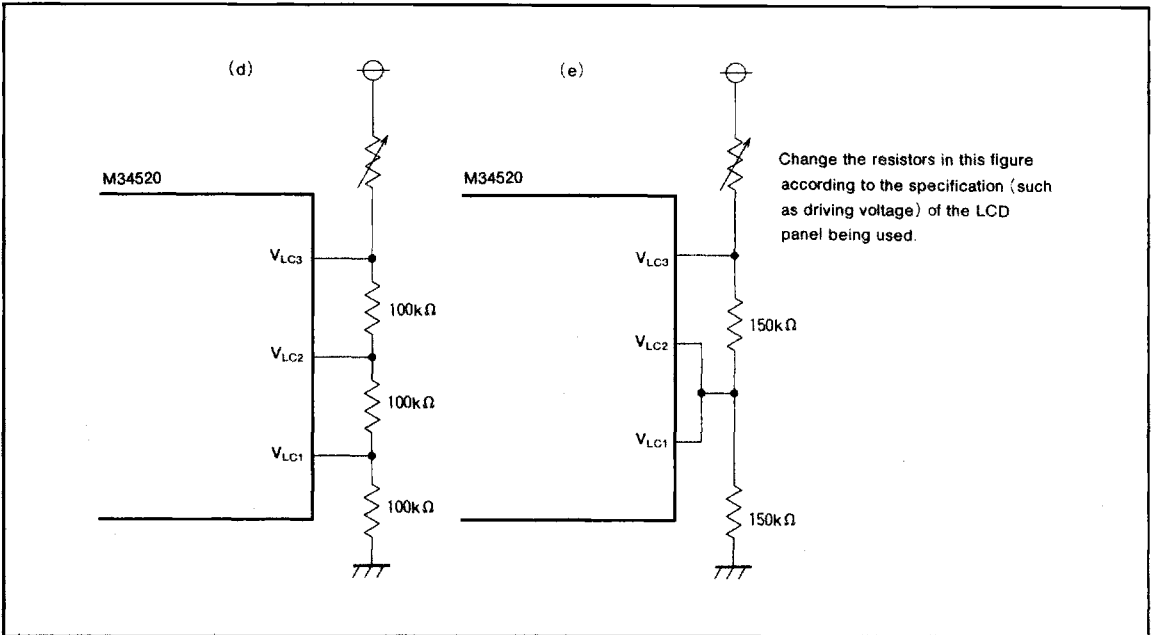 (d)
M34520
VLC3
100kΩ
VLC2
100kΩ
VLC1
100kΩ
(e)
M34520
VLC3
150kΩ
VLC2
VLC1
150kΩ
Change the resistors in this figure
according to the specification (such
as driving voltage) of the LCD
panel being used.